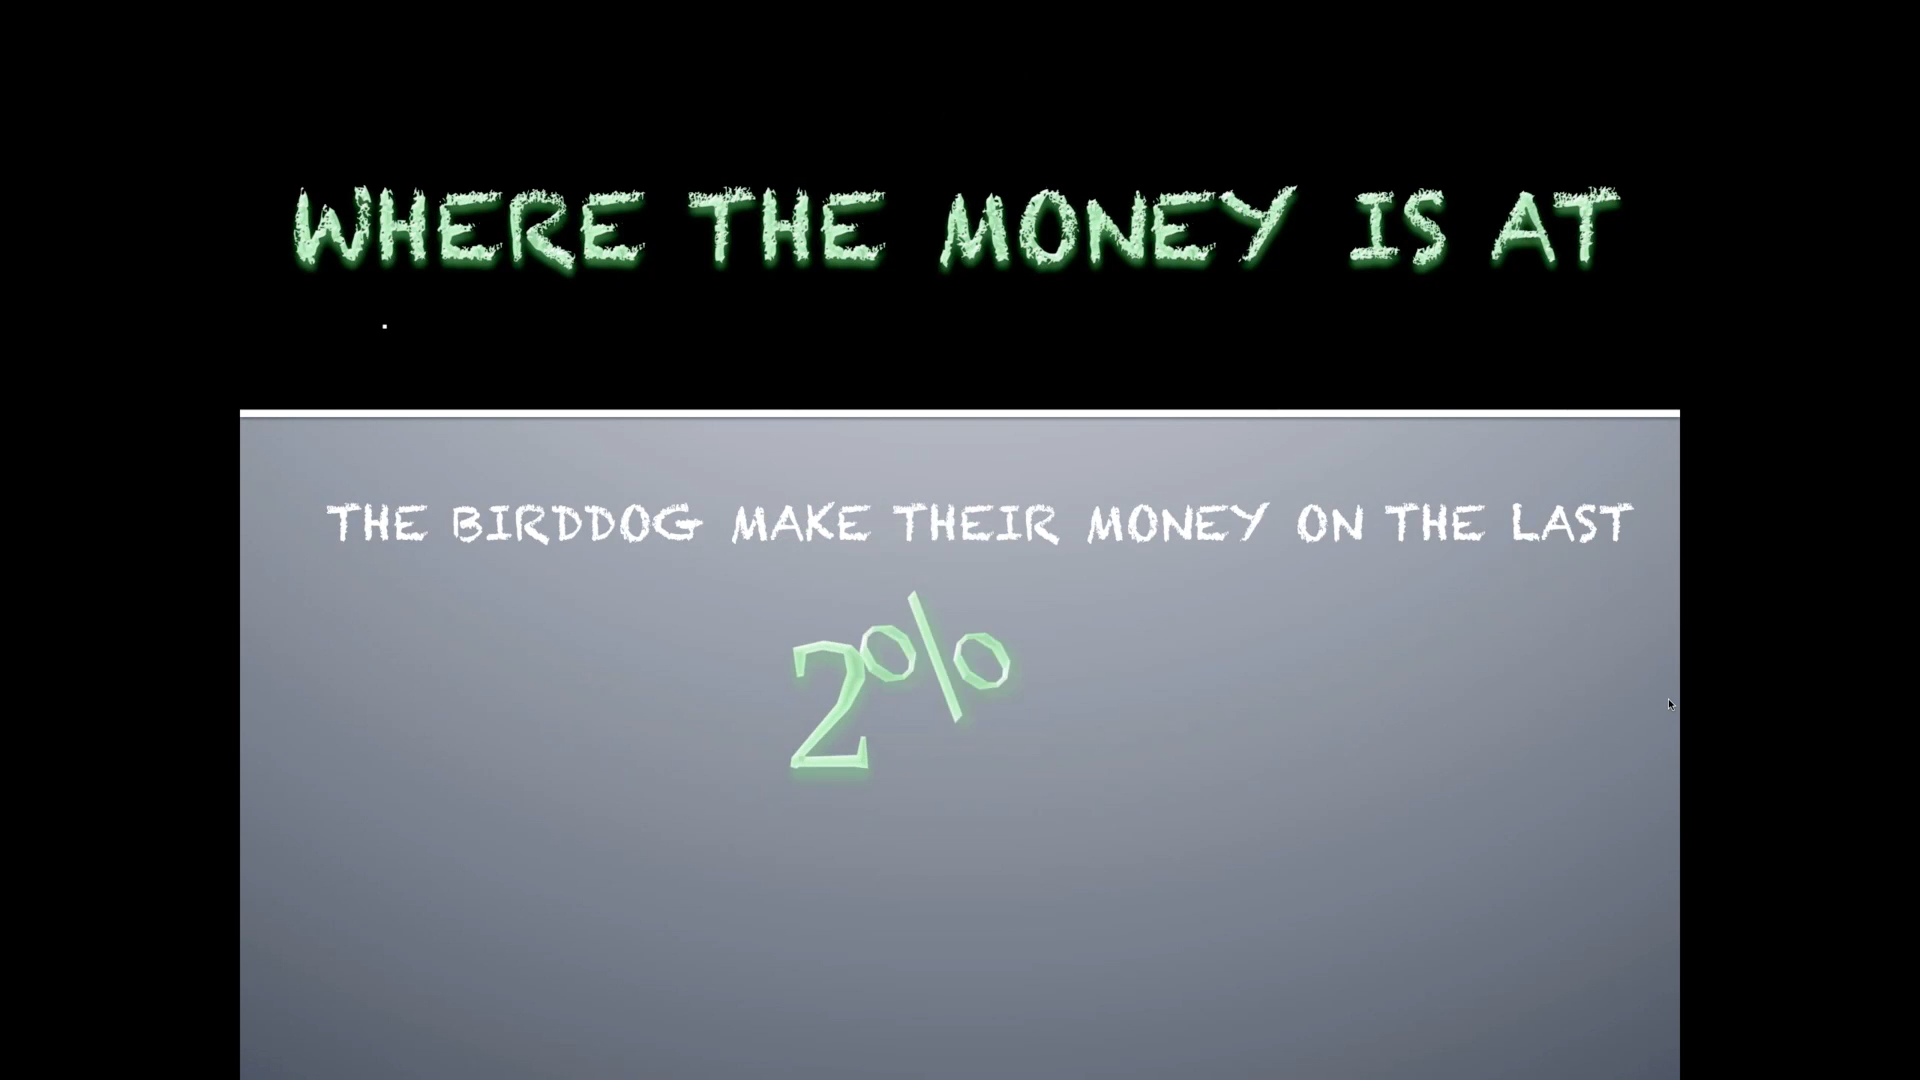 WHERE THE MONEY IS AT
THE BIRDDOG MAKE THEIR MONEY ON THE LAST
2%